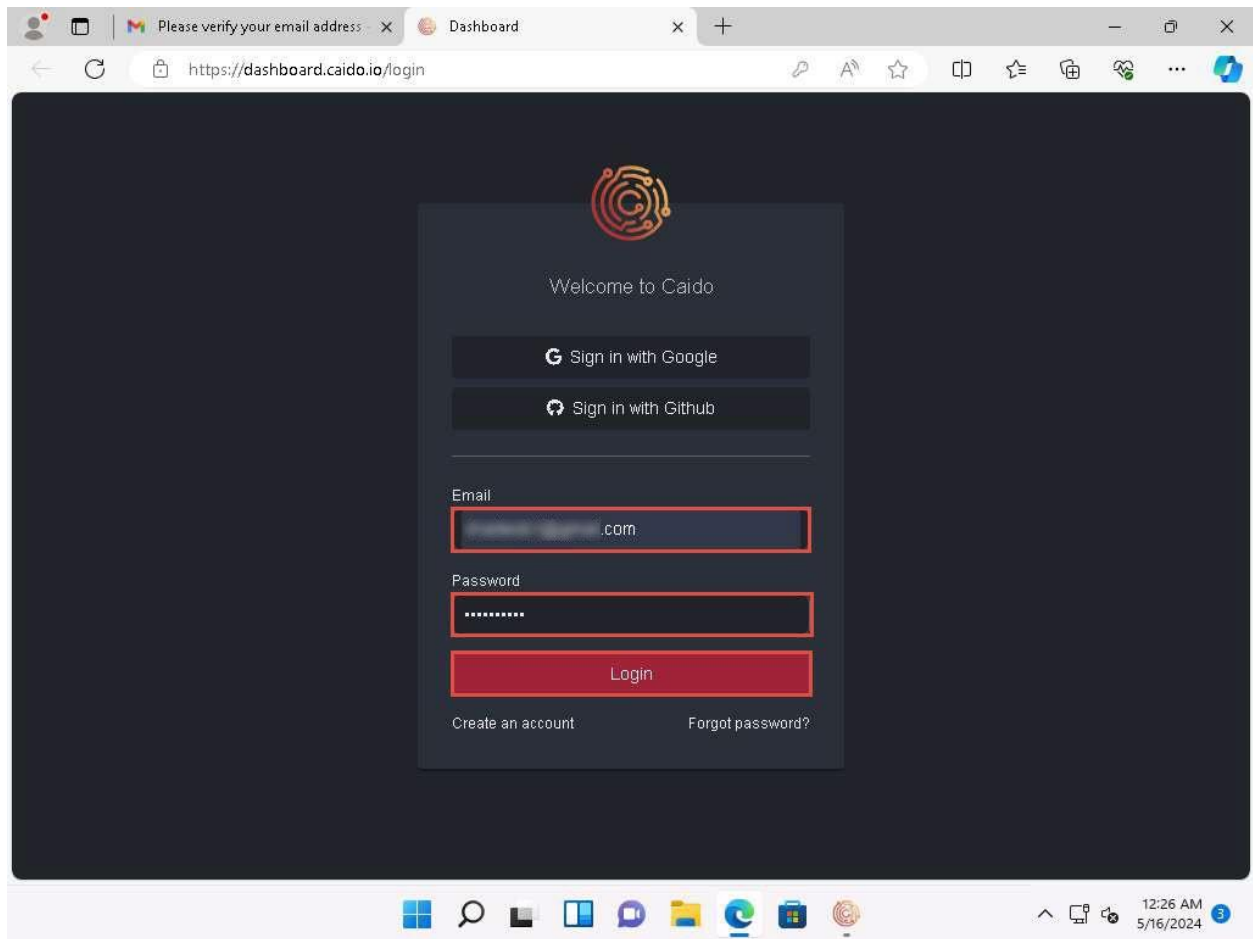 Please verify your email address -
Dashboard
https://dashboard.caido.io/login
Welcome to Caido
G Sign in with Google
Sign in with Github
Email
.com
Password
••••••••••
Login
Create an account
Forgot password?
12:26 AM
5/16/2024
3